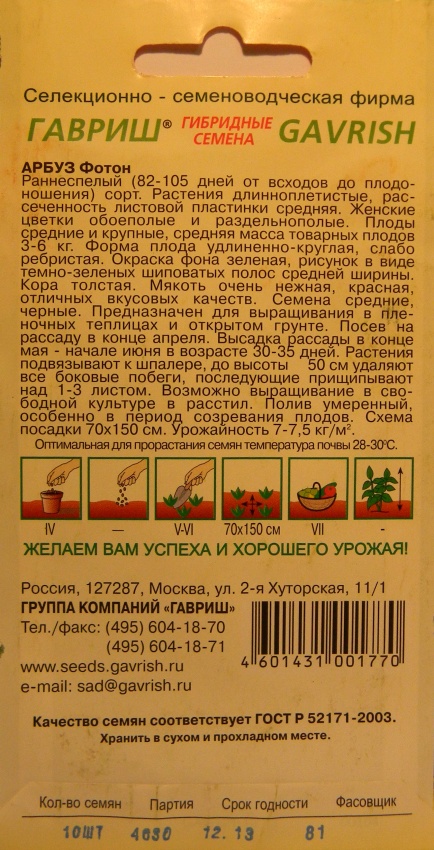 Селекционно - семеноводческая фирма
ГАВРИШ® ГИБРИДНЫЕ СЕМЕНА GAVRISH
АРБУЗ Фотон
Раннеспелый (82-105 дней от всходов до плодо-
ношения) сорт. Растения длинноплетистые, рас-
сеченность листовой пластинки средняя. Женские
цветки обоеполые и раздельнополые. Плоды
средние и крупные, средняя масса товарных плодов
3-6 кг. Форма плода удлиненно-круглая, слабо
ребристая. Окраска фона зеленая, рисунок в виде
темно-зеленых шиповатых полос средней ширины.
Кора толстая. Мякоть очень нежная, красная,
отличных вкусовых качеств. Семена средние,
черные. Предназначен для выращивания в пле-
ночных теплицах и открытом грунте. Посев на
рассаду в конце апреля. Высадка рассады в конце
мая - начале июня в возрасте 30-35 дней. Растения
подвязывают к шпалере, до высоты 50 см удаляют
все боковые побеги, последующие прищипывают
над 1-3 листом. Возможно выращивание в сво-
бодной культуре в расстил. Полив умеренный,
особенно в период созревания плодов. Схема
посадки 70x150 см. Урожайность 7-7,5 кг/м².
Оптимальная для прорастания семян температура почвы 28-30°С.
IV — V-VI 70x150 см VII -
ЖЕЛАЕМ ВАМ УСПЕХА И ХОРОШЕГО УРОЖАЯ!
Россия, 127287, Москва, ул. 2-я Хуторская, 11/1
ГРУППА КОМПАНИЙ «ГАВРИШ»
Тел./факс: (495) 604-18-70
(495) 604-18-71
www.seeds.gavrish.ru
e-mail: sad@gavrish.ru
4 601431 001770
Качество семян соответствует ГОСТ Р 52171-2003.
Хранить в сухом и прохладном месте.
Кол-во семян Партия Срок годности Фасовщик
10ШТ 4630 12.13 81